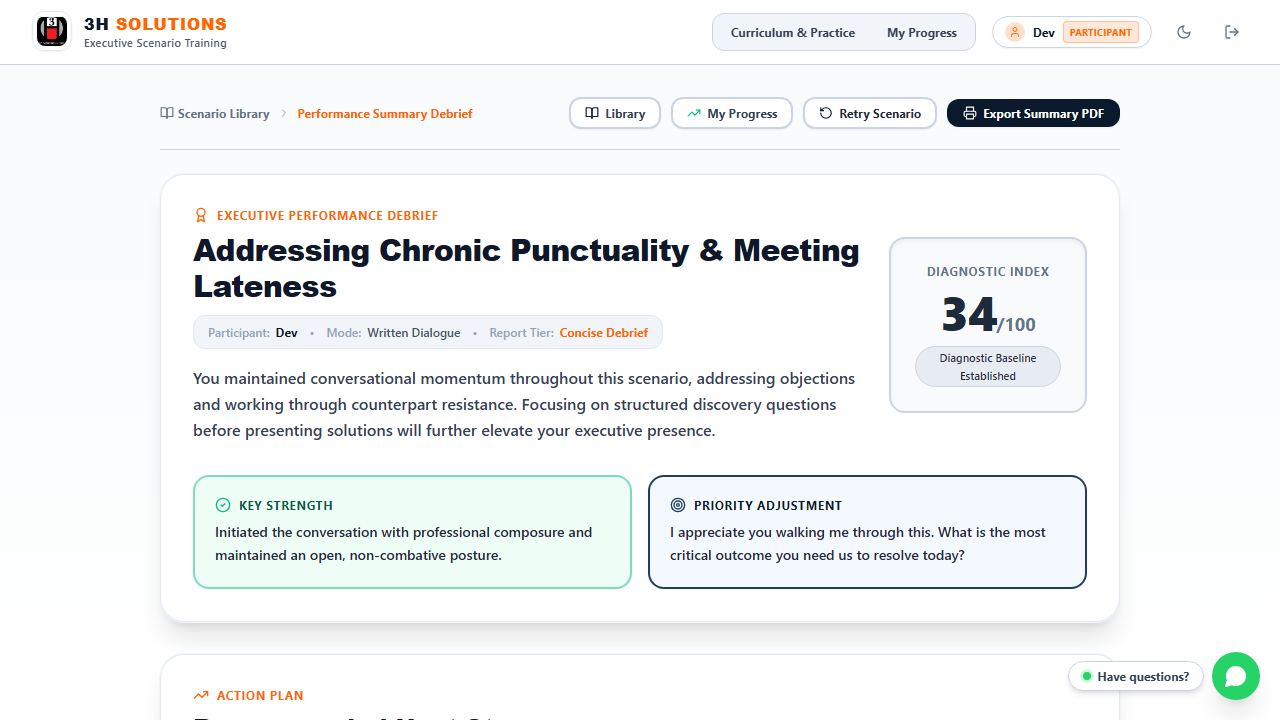 3H SOLUTIONS
Executive Scenario Training
Curriculum & Practice
My Progress
Dev
PARTICIPANT
Scenario Library
Performance Summary Debrief
Library
My Progress
Retry Scenario
Export Summary PDF
EXECUTIVE PERFORMANCE DEBRIEF
Addressing Chronic Punctuality & Meeting
Lateness
Participant: Dev • Mode: Written Dialogue • Report Tier: Concise Debrief
You maintained conversational momentum throughout this scenario, addressing objections
and working through counterpart resistance. Focusing on structured discovery questions
before presenting solutions will further elevate your executive presence.
DIAGNOSTIC INDEX
34/100
Diagnostic Baseline
Established
KEY STRENGTH
Initiated the conversation with professional composure and
maintained an open, non-combative posture.
PRIORITY ADJUSTMENT
I appreciate you walking me through this. What is the most
critical outcome you need us to resolve today?
ACTION PLAN
Have questions?